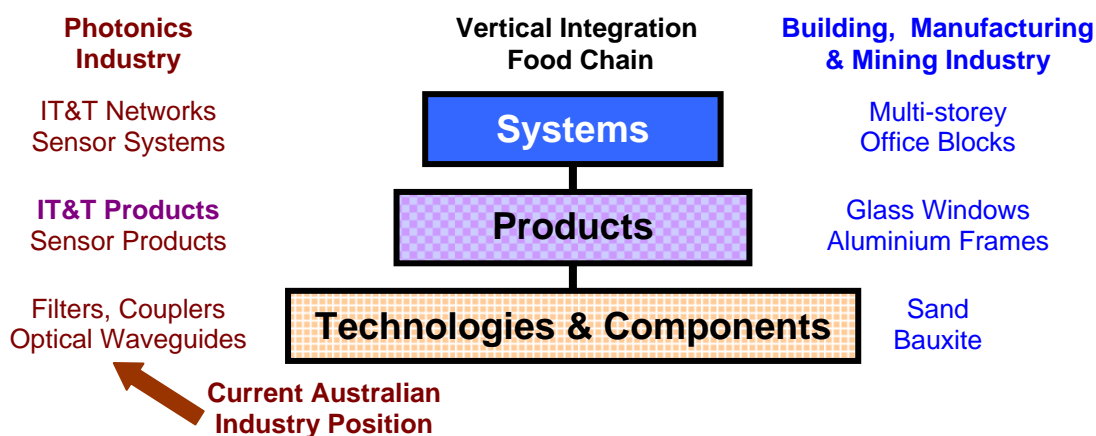 Photonics
Industry
Vertical Integration
Food Chain
Building, Manufacturing
& Mining Industry
IT&T Networks
Sensor Systems
Systems
Multi-storey
Office Blocks
IT&T Products
Sensor Products
Products
Glass Windows
Aluminium Frames
Filters, Couplers
Optical Waveguides
Technologies & Components
Sand
Bauxite
Current Australian
Industry Position